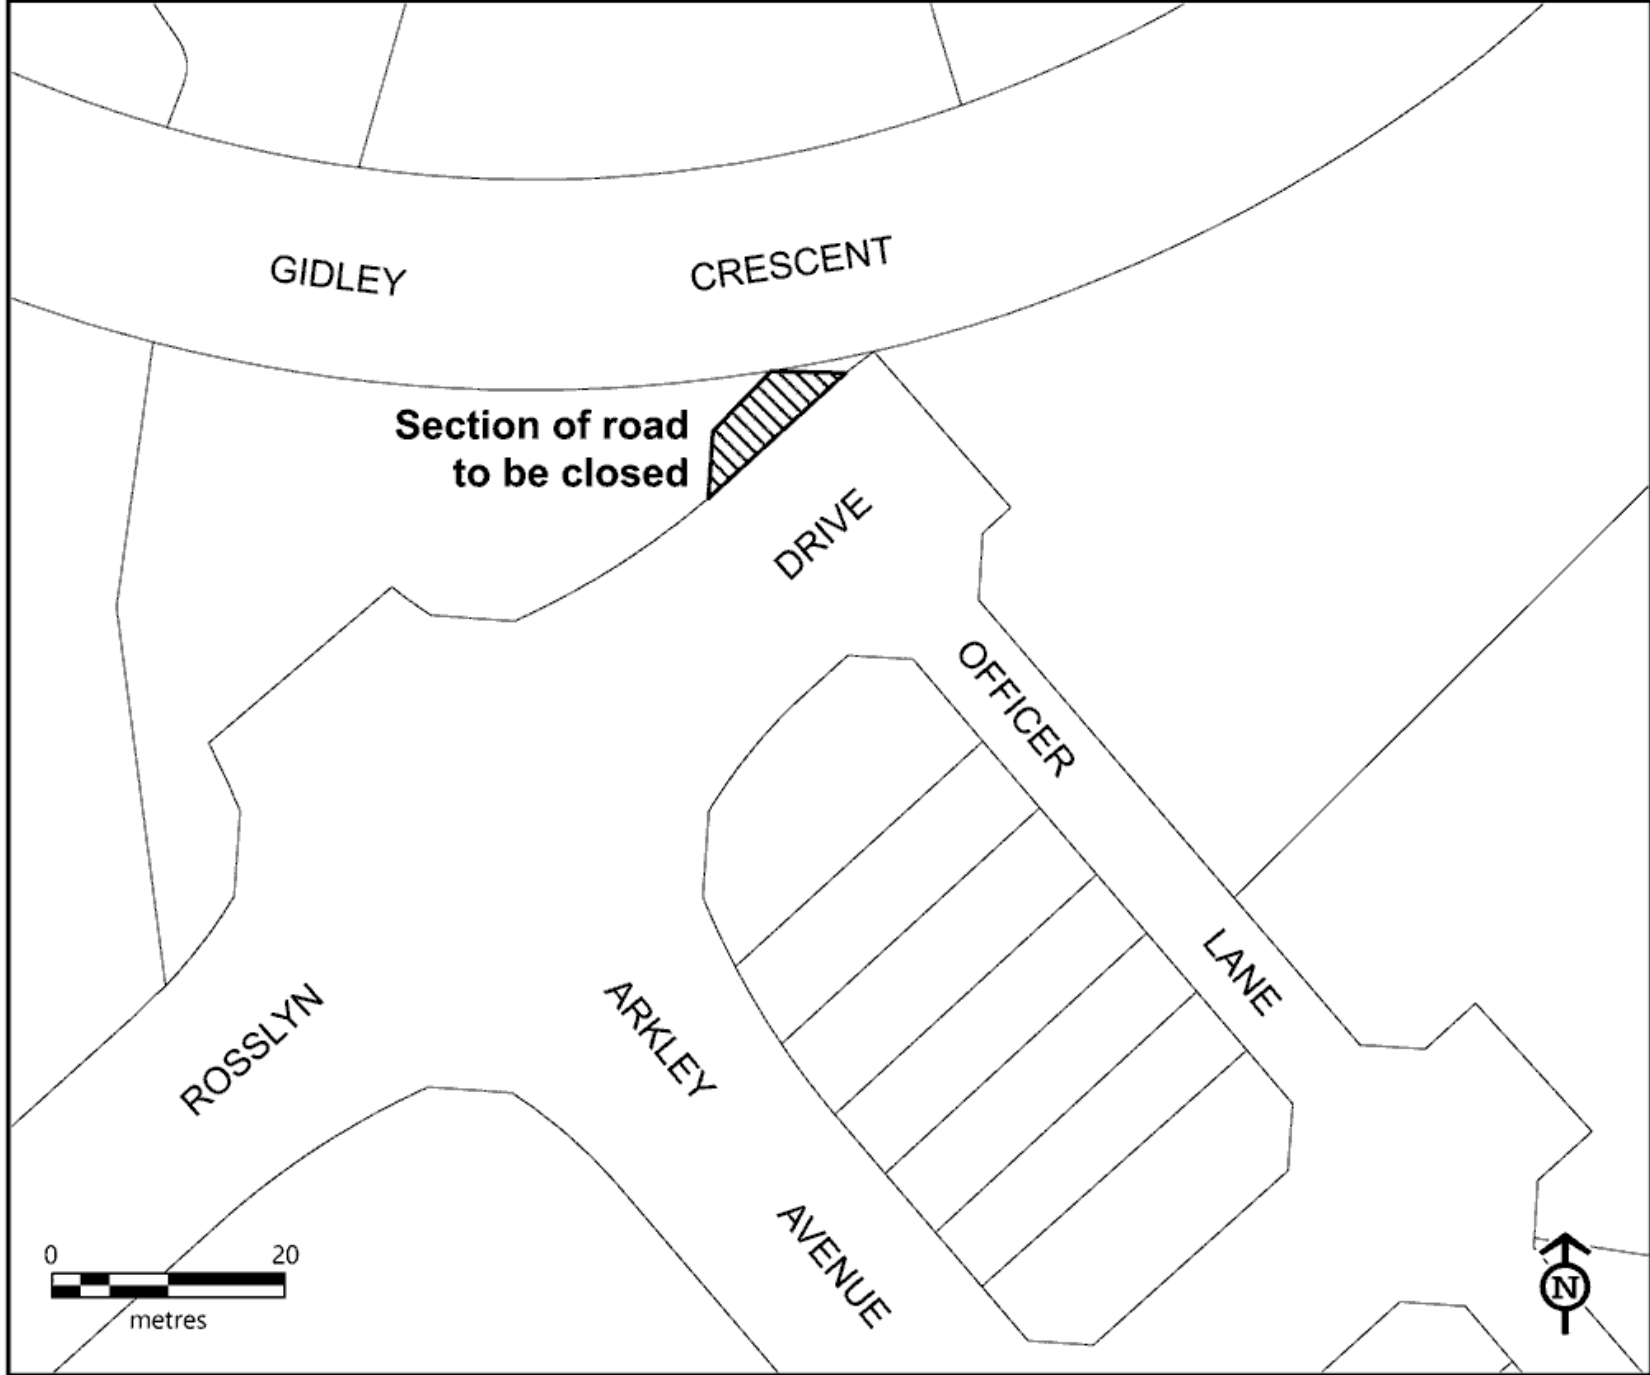 GIDLEY CRESCENT
Section of road
to be closed
DRIVE
OFFICER
LANE
ROSSLYN
ARKLEY
AVENUE
0 20
metres
N